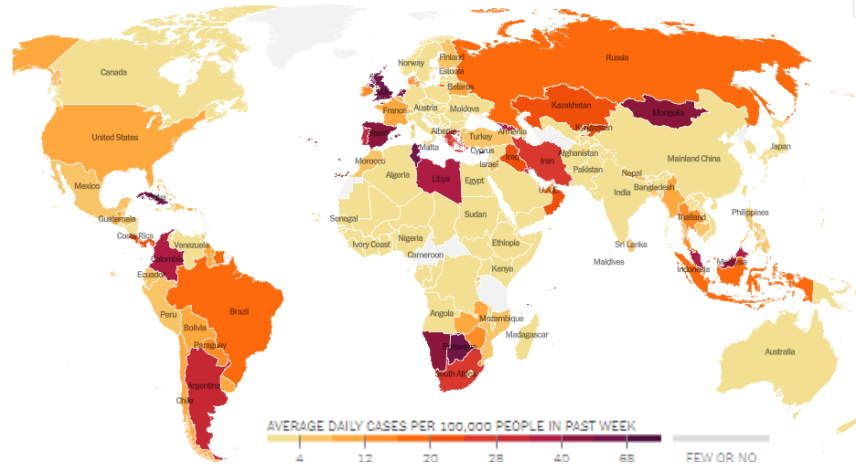 Canada
Norway
Finland
Estonia
Russia
Belarus
Austria
France
Moldova
Kazakhstan
Mongolia
United States
Spain
Albania
Turkey
Armenia
Kyrgyzstan
Malta
Cyprus
Afghanistan
Mainland China
Japan
Morocco
Israel
Iraq
Iran
Pakistan
Algeria
Libya
Egypt
Nepal
Mexico
U.A.E.
India
Bangladesh
Guatemala
Senegal
Sudan
Thailand
Philippines
Costa Rica
Venezuela
Ivory Coast
Nigeria
Ethiopia
Sri Lanka
Colombia
Cameroon
Maldives
Malaysia
Ecuador
Kenya
Indonesia
Peru
Brazil
Angola
Mozambique
Bolivia
Madagascar
Paraguay
Botswana
Australia
Argentina
South Africa
Chile
AVERAGE DAILY CASES PER 100,000 PEOPLE IN PAST WEEK
4 12 20 28 40 68
FEW OR NO